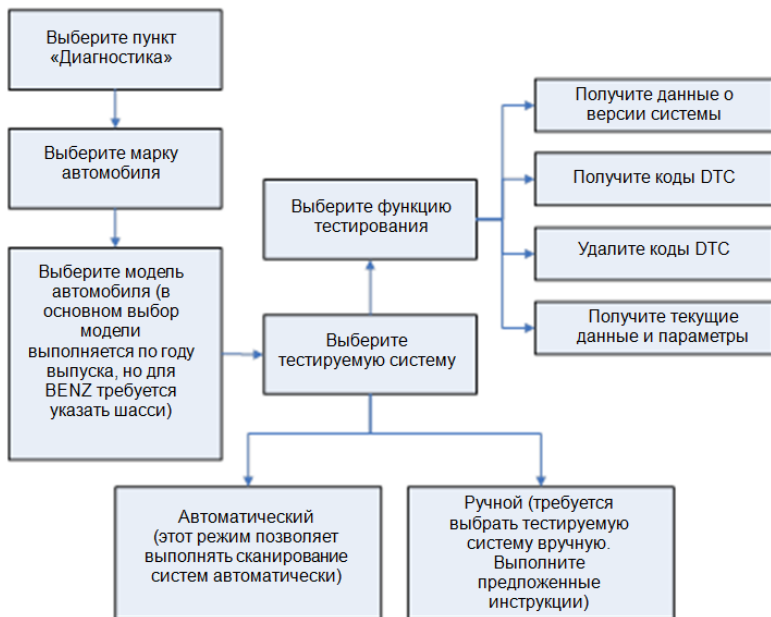 Выберите пункт
«Диагностика»
Выберите марку
автомобиля
Выберите модель
автомобиля (в
основном выбор
модели
выполняется по году
выпуска, но для
BENZ требуется
указать шасси)
Выберите
тестируемую систему
Выберите функцию
тестирования
Получите данные о
версии системы
Получите коды DTC
Удалите коды DTC
Получите текущие
данные и параметры
Автоматический
(этот режим позволяет
выполнять сканирование
систем автоматически)
Ручной (требуется
выбрать тестируемую
систему вручную.
Выполните
предложенные
инструкции)